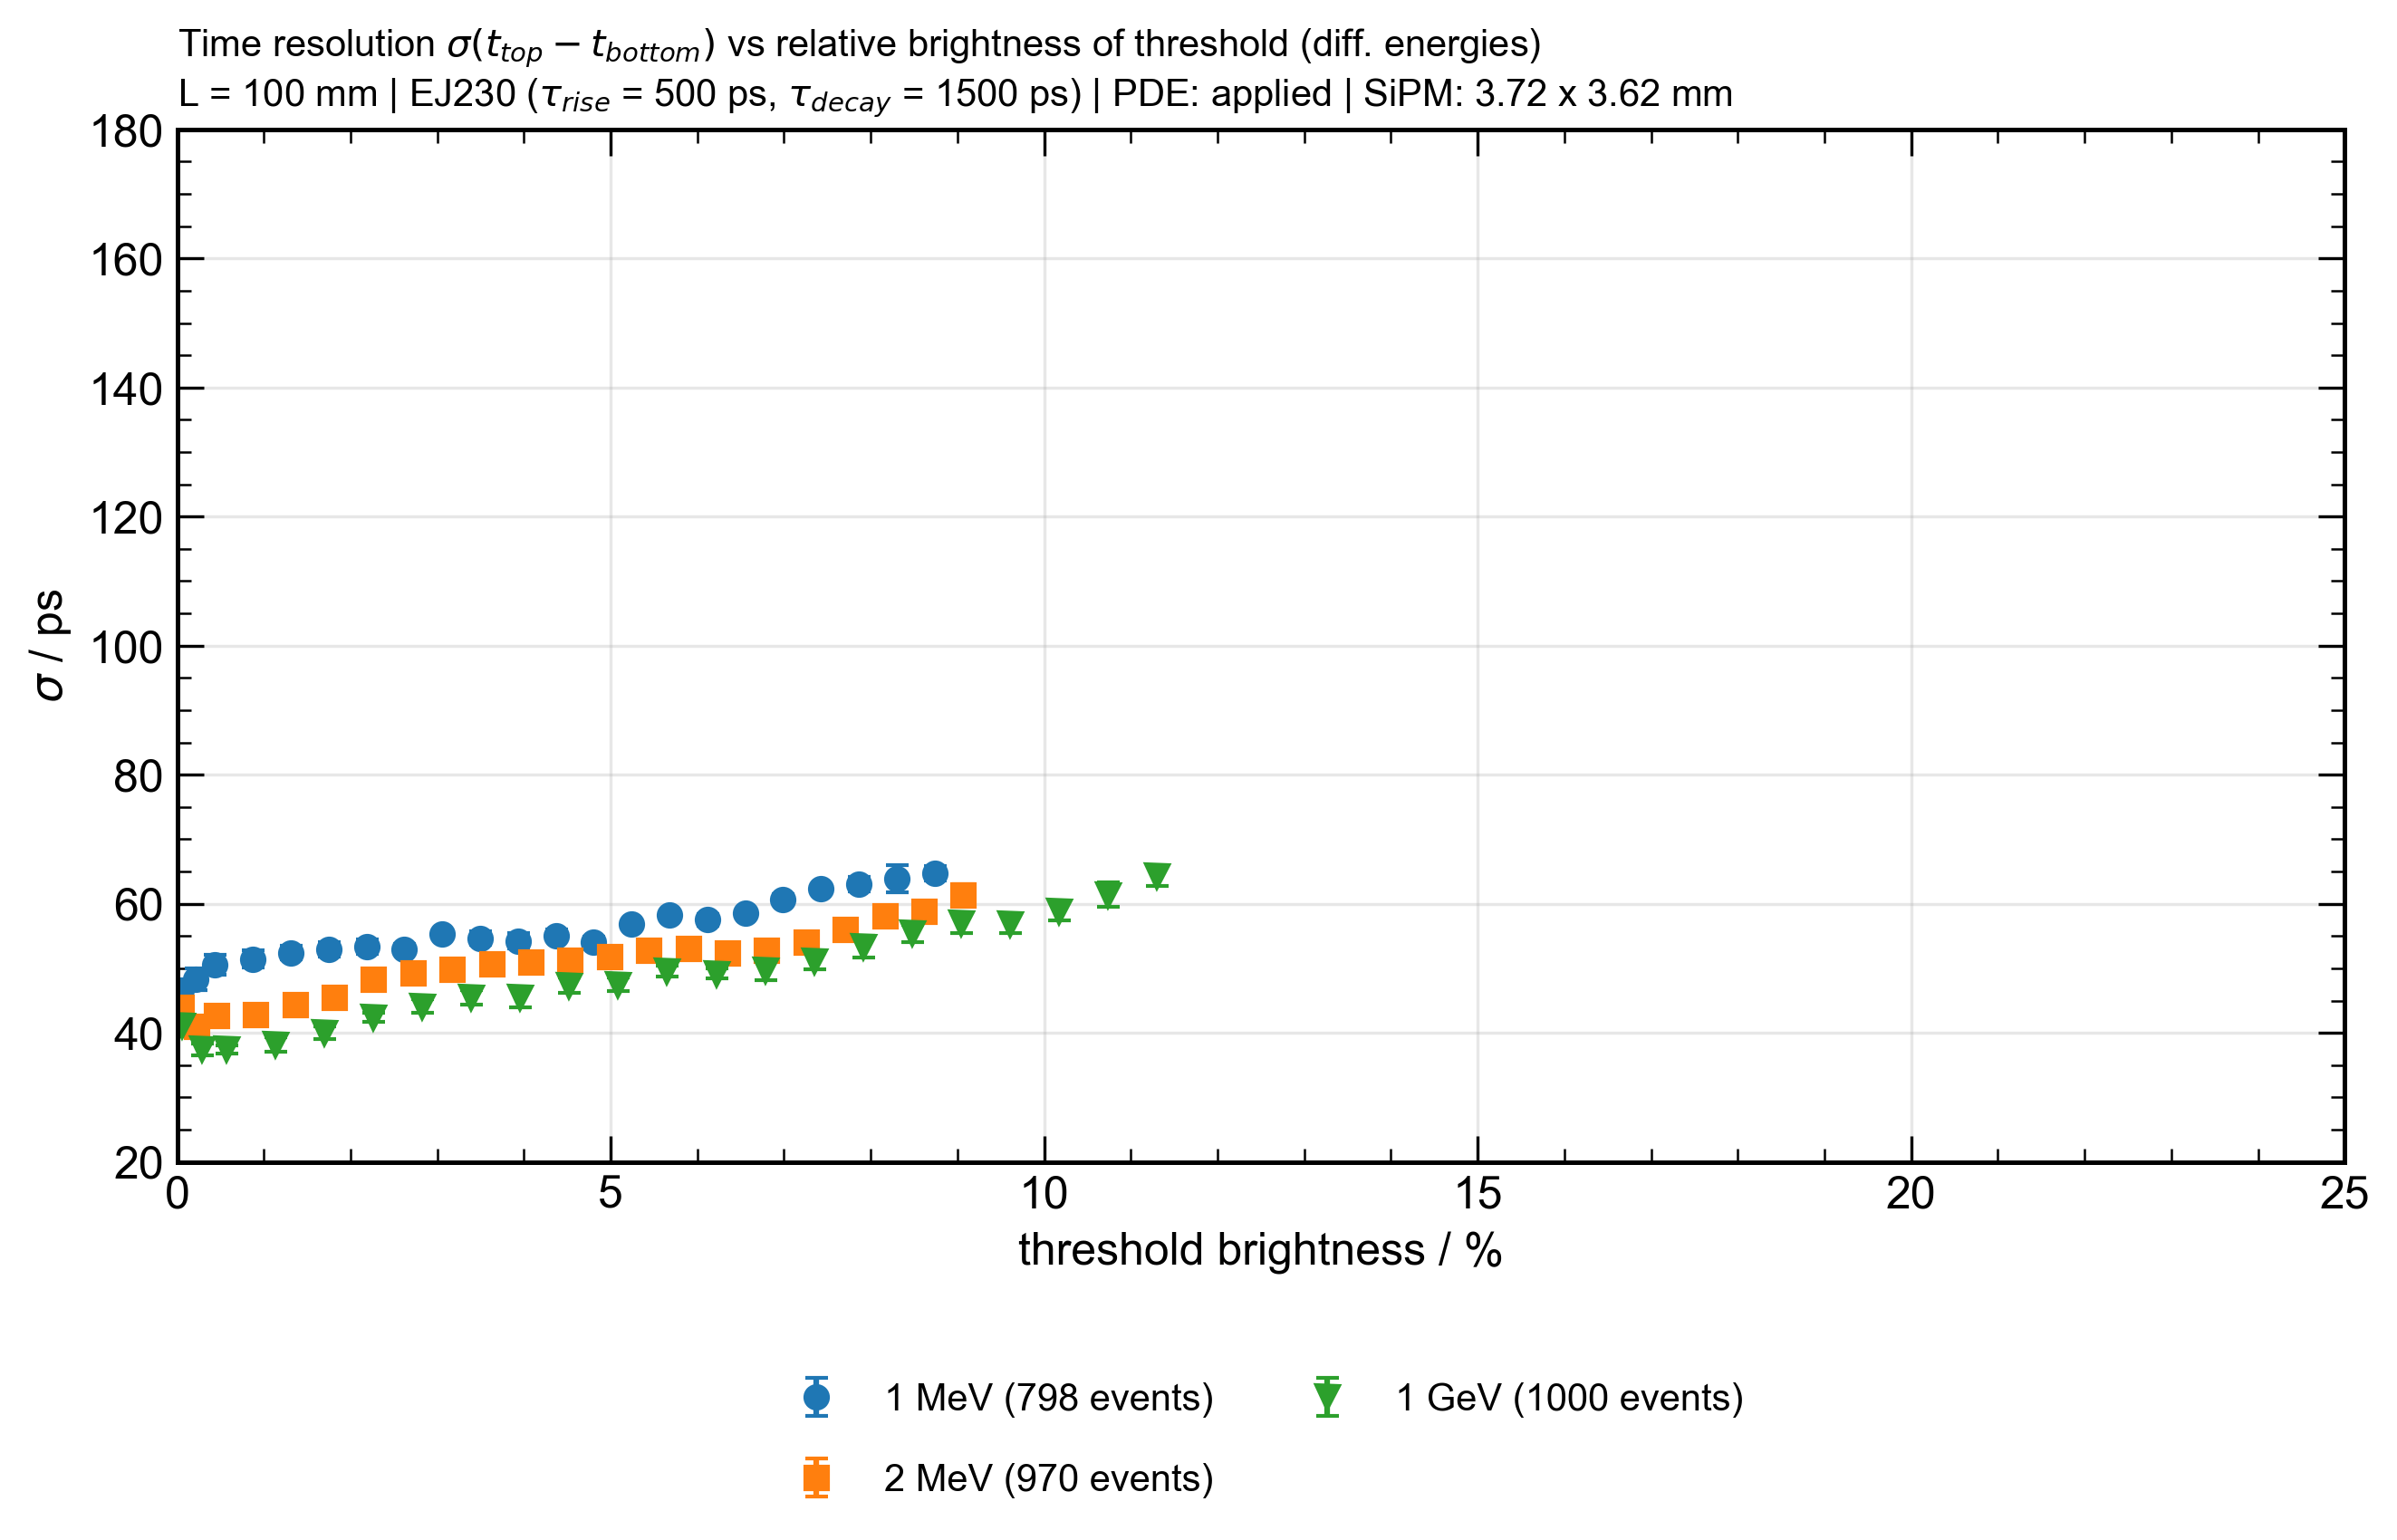 Time resolution σ(t_top − t_bottom) vs relative brightness of threshold (diff. energies)
L = 100 mm | EJ230 (τ_rise = 500 ps, τ_decay = 1500 ps) | PDE: applied | SiPM: 3.72 x 3.62 mm
180
160
140
120
100
80
60
40
20
σ / ps
0 5 10 15 20 25
threshold brightness / %
1 MeV (798 events)
2 MeV (970 events)
1 GeV (1000 events)